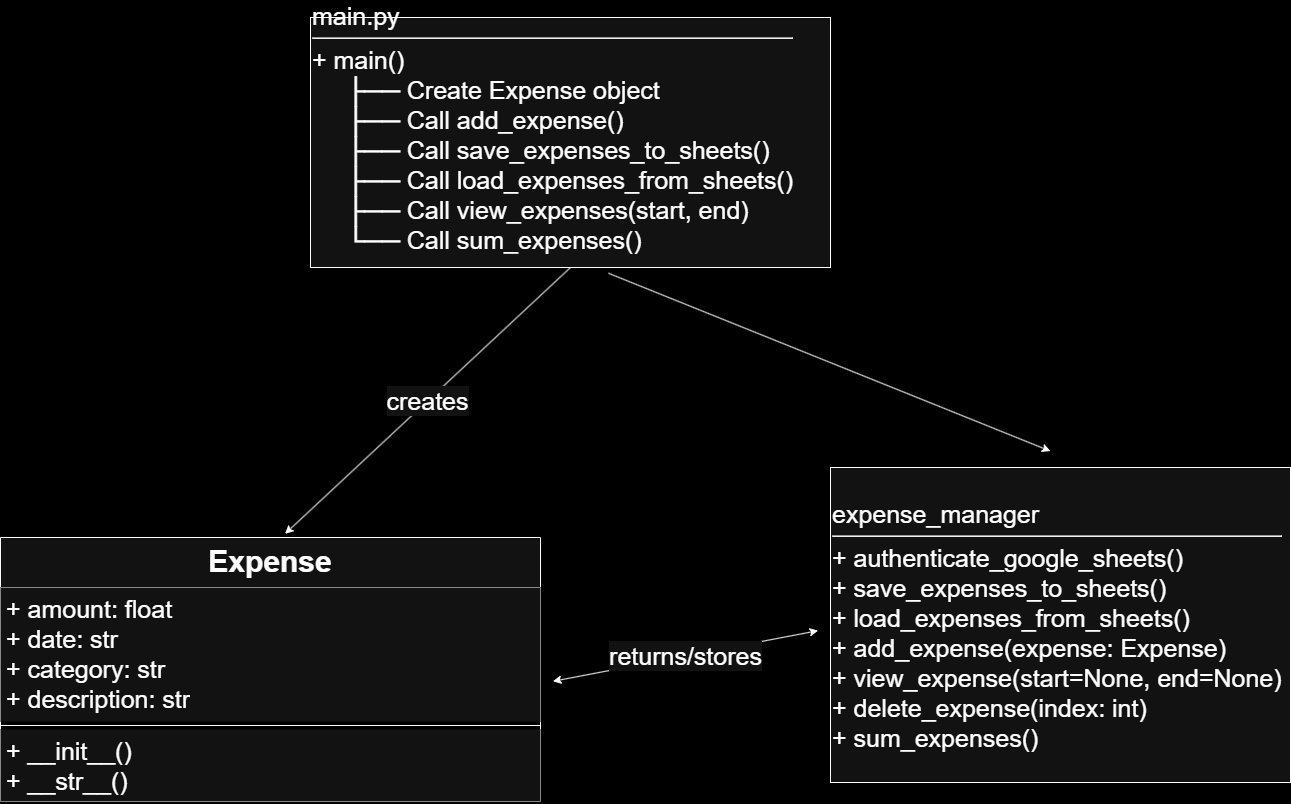 main.py
+ main()
Create Expense object
Call add_expense()
Call save_expenses_to_sheets()
Call load_expenses_from_sheets()
Call view_expenses(start, end)
Call sum_expenses()
creates
Expense
+ amount: float
+ date: str
+ category: str
+ description: str
+ __init__()
+ __str__()
returns/stores
expense_manager
+ authenticate_google_sheets()
+ save_expenses_to_sheets()
+ load_expenses_from_sheets()
+ add_expense(expense: Expense)
+ view_expense(start=None, end=None)
+ delete_expense(index: int)
+ sum_expenses()